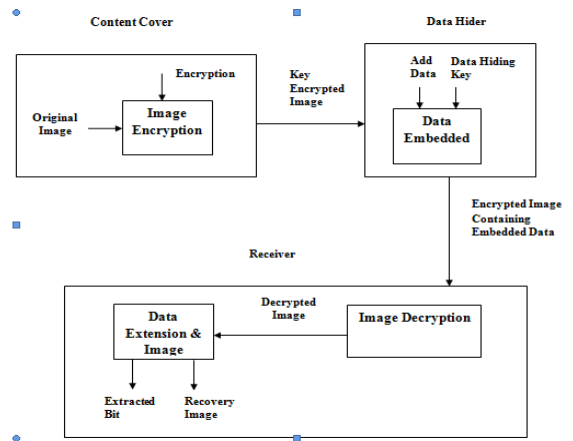 Content Cover
Data Hider
Encryption
Original
Image
Image
Encryption
Key
Encrypted
Image
Add
Data
Data Hiding
Key
Data
Embedded
Encrypted Image
Containing
Embedded Data
Receiver
Decrypted
Image
Image Decryption
Data
Extension &
Image
Extracted
Bit
Recovery
Image